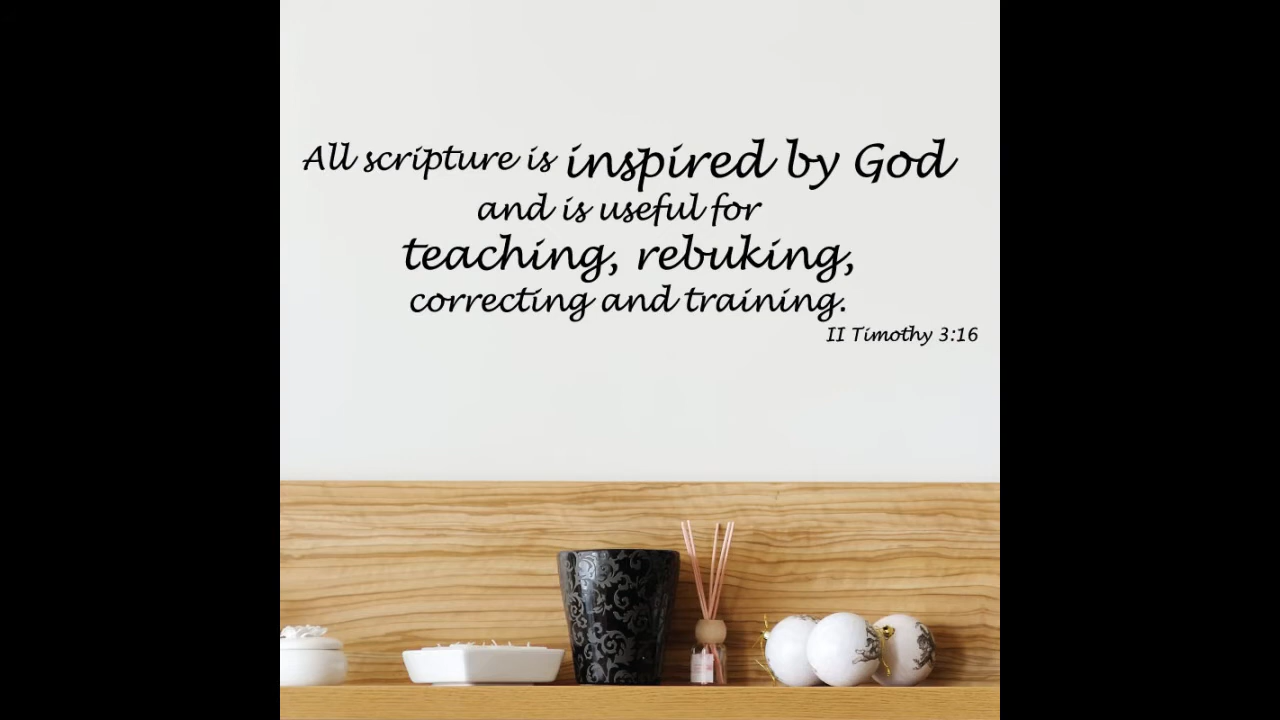 All scripture is inspired by God
and is useful for
teaching, rebuking,
correcting and training.
II Timothy 3:16